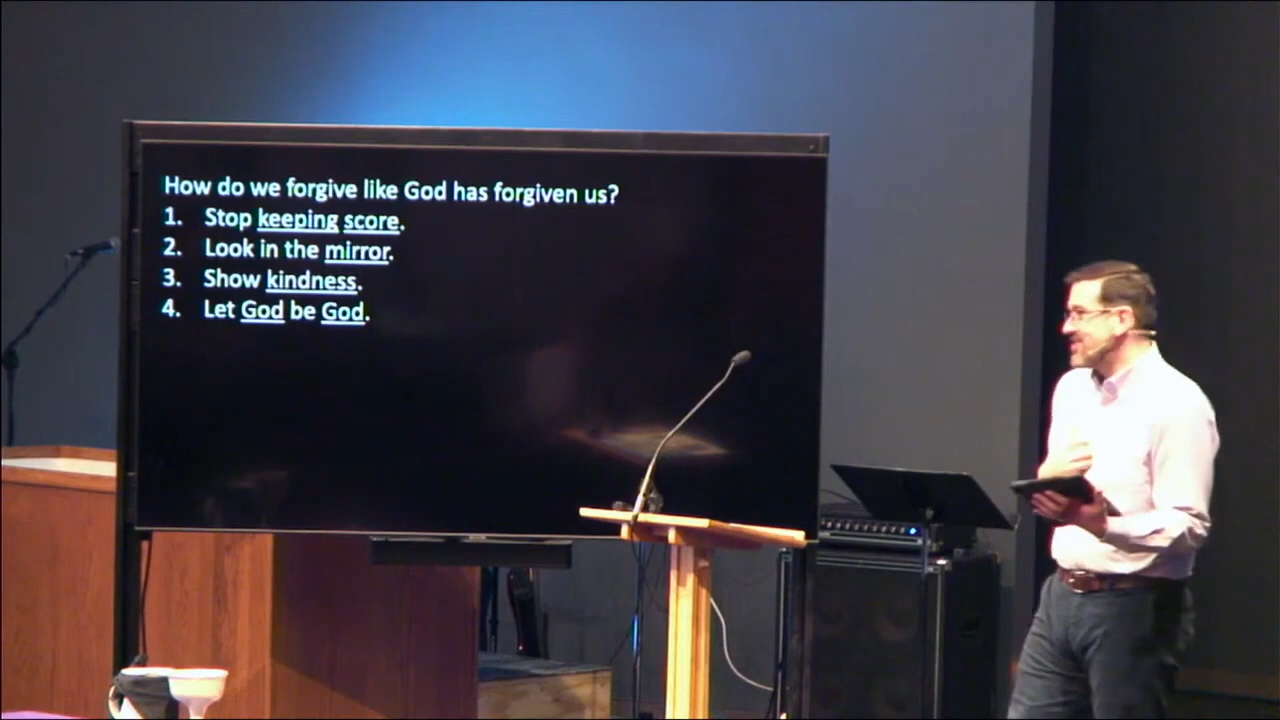 How do we forgive like God has forgiven us?
1. Stop keeping score.
2. Look in the mirror.
3. Show kindness.
4. Let God be God.